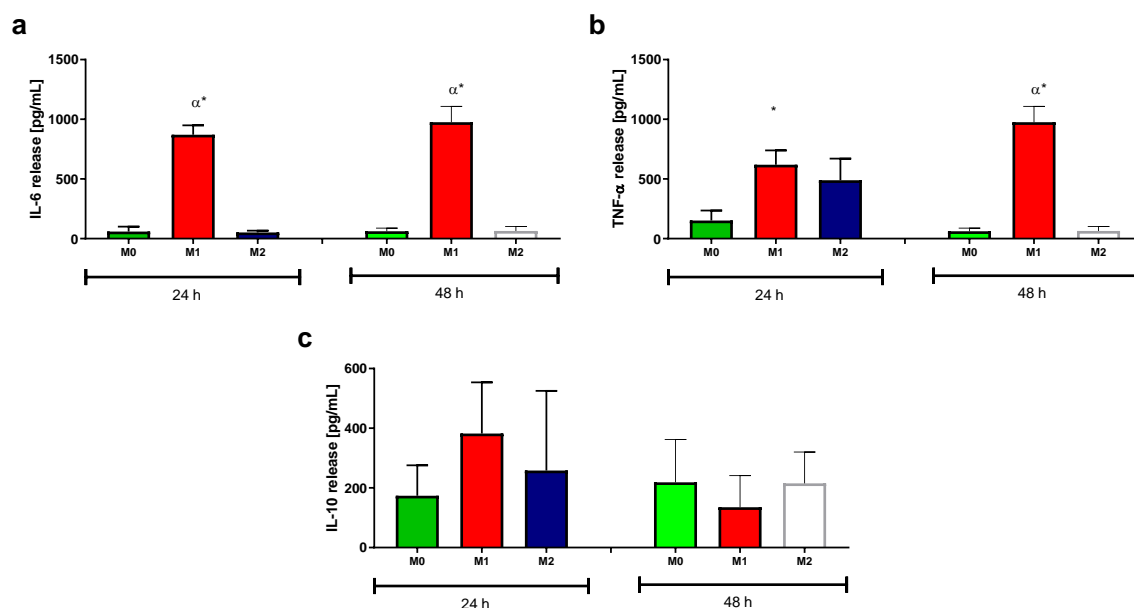 a
IL-6 release [pg/mL]
1500
1000
500
0
α*
α*
M0 M1 M2 M0 M1 M2
24 h 48 h
b
TNF-α release [pg/mL]
1500
1000
500
0
*
α*
M0 M1 M2 M0 M1 M2
24 h 48 h
c
IL-10 release [pg/mL]
600
400
200
0
M0 M1 M2 M0 M1 M2
24 h 48 h